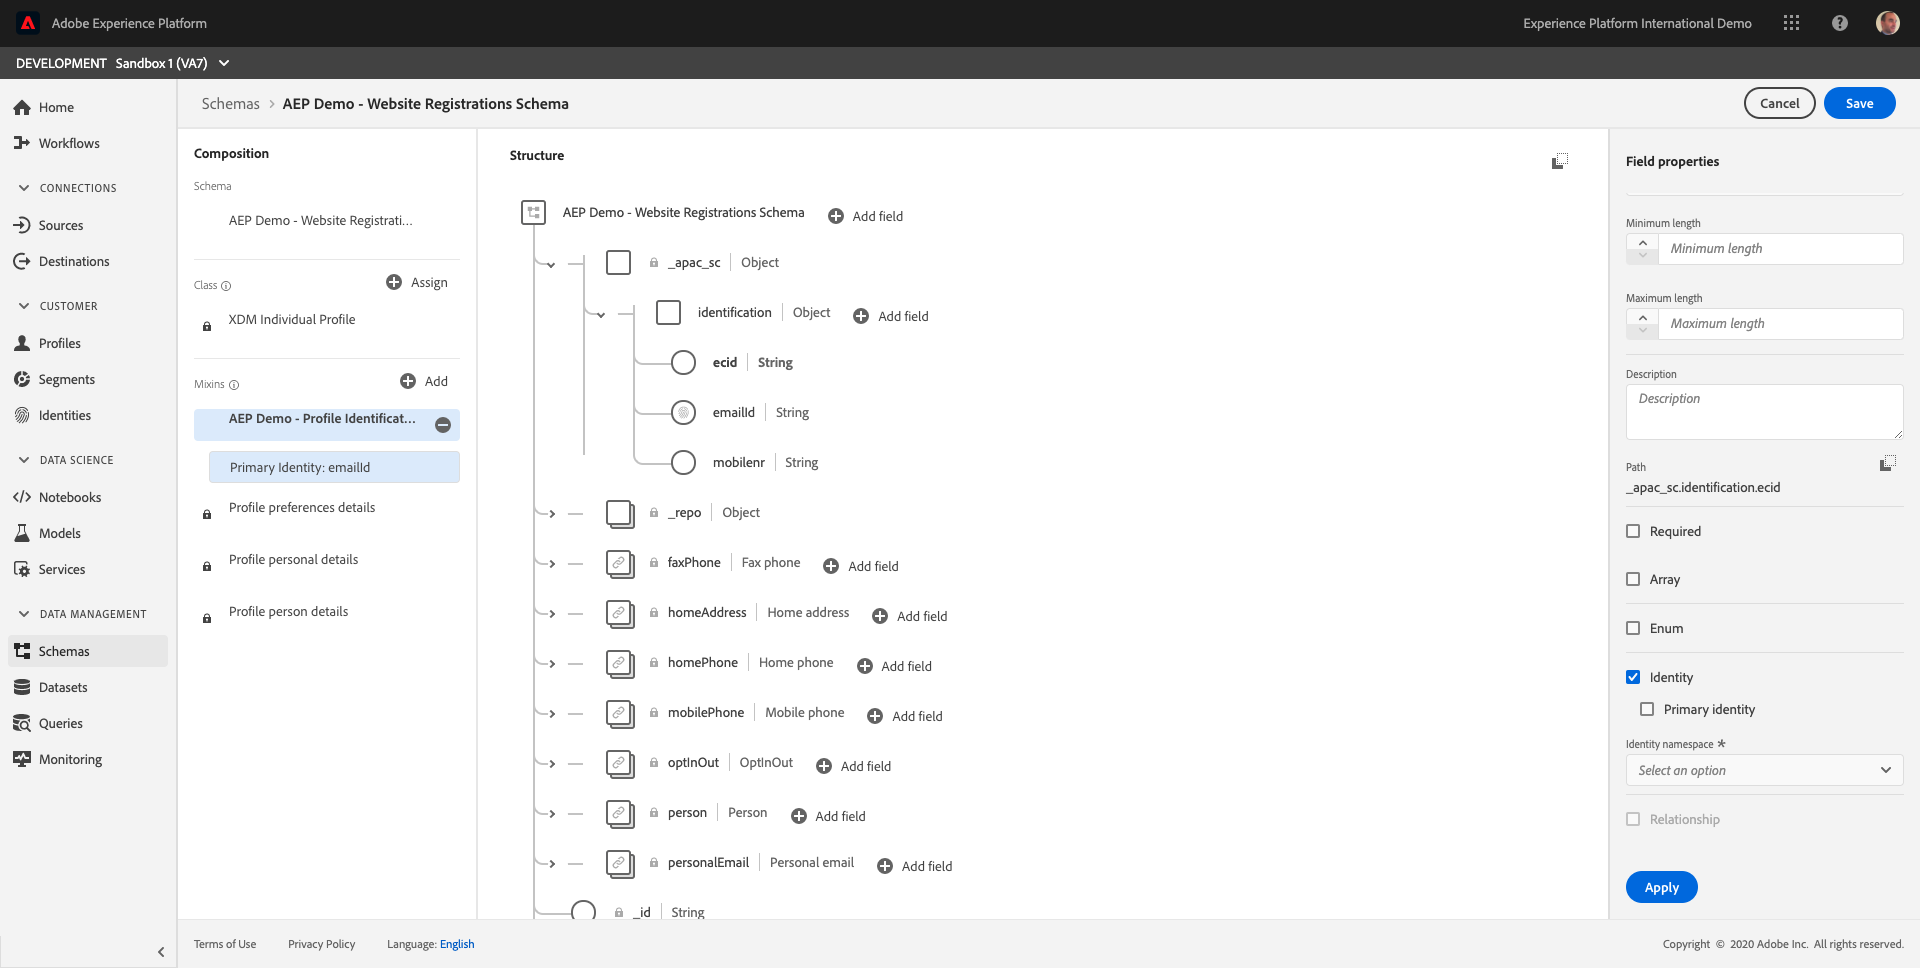 Adobe Experience Platform
Experience Platform International Demo
DEVELOPMENT Sandbox 1 (VA7)
Home
Workflows
CONNECTIONS
Sources
Destinations
CUSTOMER
Profiles
Segments
Identities
DATA SCIENCE
Notebooks
Models
Services
DATA MANAGEMENT
Schemas
Datasets
Queries
Monitoring
Schemas > AEP Demo - Website Registrations Schema
Cancel
Save
Composition
Schema
AEP Demo - Website Registrati...
Class
Assign
XDM Individual Profile
Mixins
Add
AEP Demo - Profile Identificat...
Primary Identity: emailId
Profile preferences details
Profile personal details
Profile person details
Structure
AEP Demo - Website Registrations Schema Add field
_apac_sc Object
identification Object Add field
ecid String
emailId String
mobilenr String
_repo Object
faxPhone Fax phone Add field
homeAddress Home address Add field
homePhone Home phone Add field
mobilePhone Mobile phone Add field
optInOut OptInOut Add field
person Person Add field
personalEmail Personal email Add field
_id String
Field properties
Minimum length
Minimum length
Maximum length
Maximum length
Description
Description
Path
_apac_sc.identification.ecid
Required
Array
Enum
Identity
Primary identity
Identity namespace *
Select an option
Relationship
Apply
Terms of Use
Privacy Policy
Language: English
Copyright © 2020 Adobe Inc. All rights reserved.